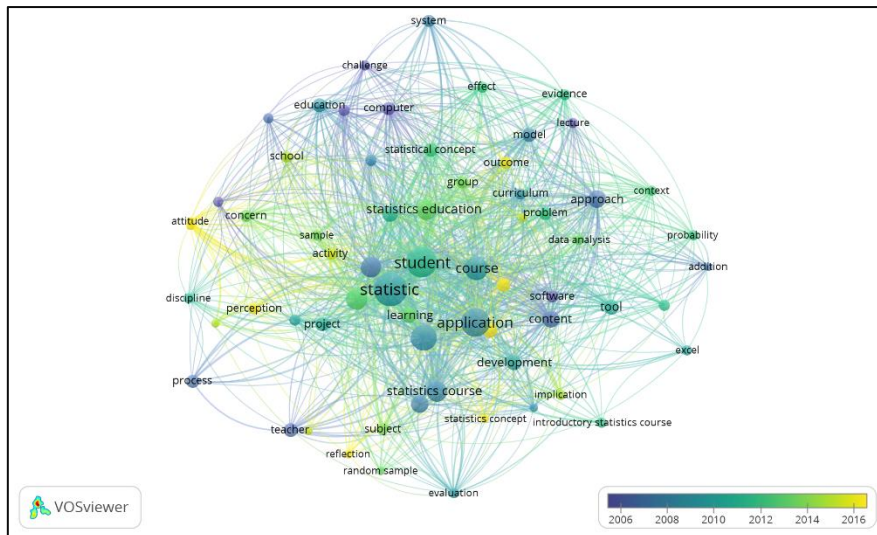 system
challenge
effect
evidence
education
computer
lecture
model
statistical concept
school
outcome
group
curriculum
approach
context
statistics education
problem
attitude
concern
sample
data analysis
probability
activity
student
course
addition
statistic
software
discipline
perception
learning
application
content
tool
project
excel
development
process
statistics course
implication
statistics concept
introductory statistics course
teacher
subject
reflection
random sample
evaluation
VOSviewer
2006 2008 2010 2012 2014 2016